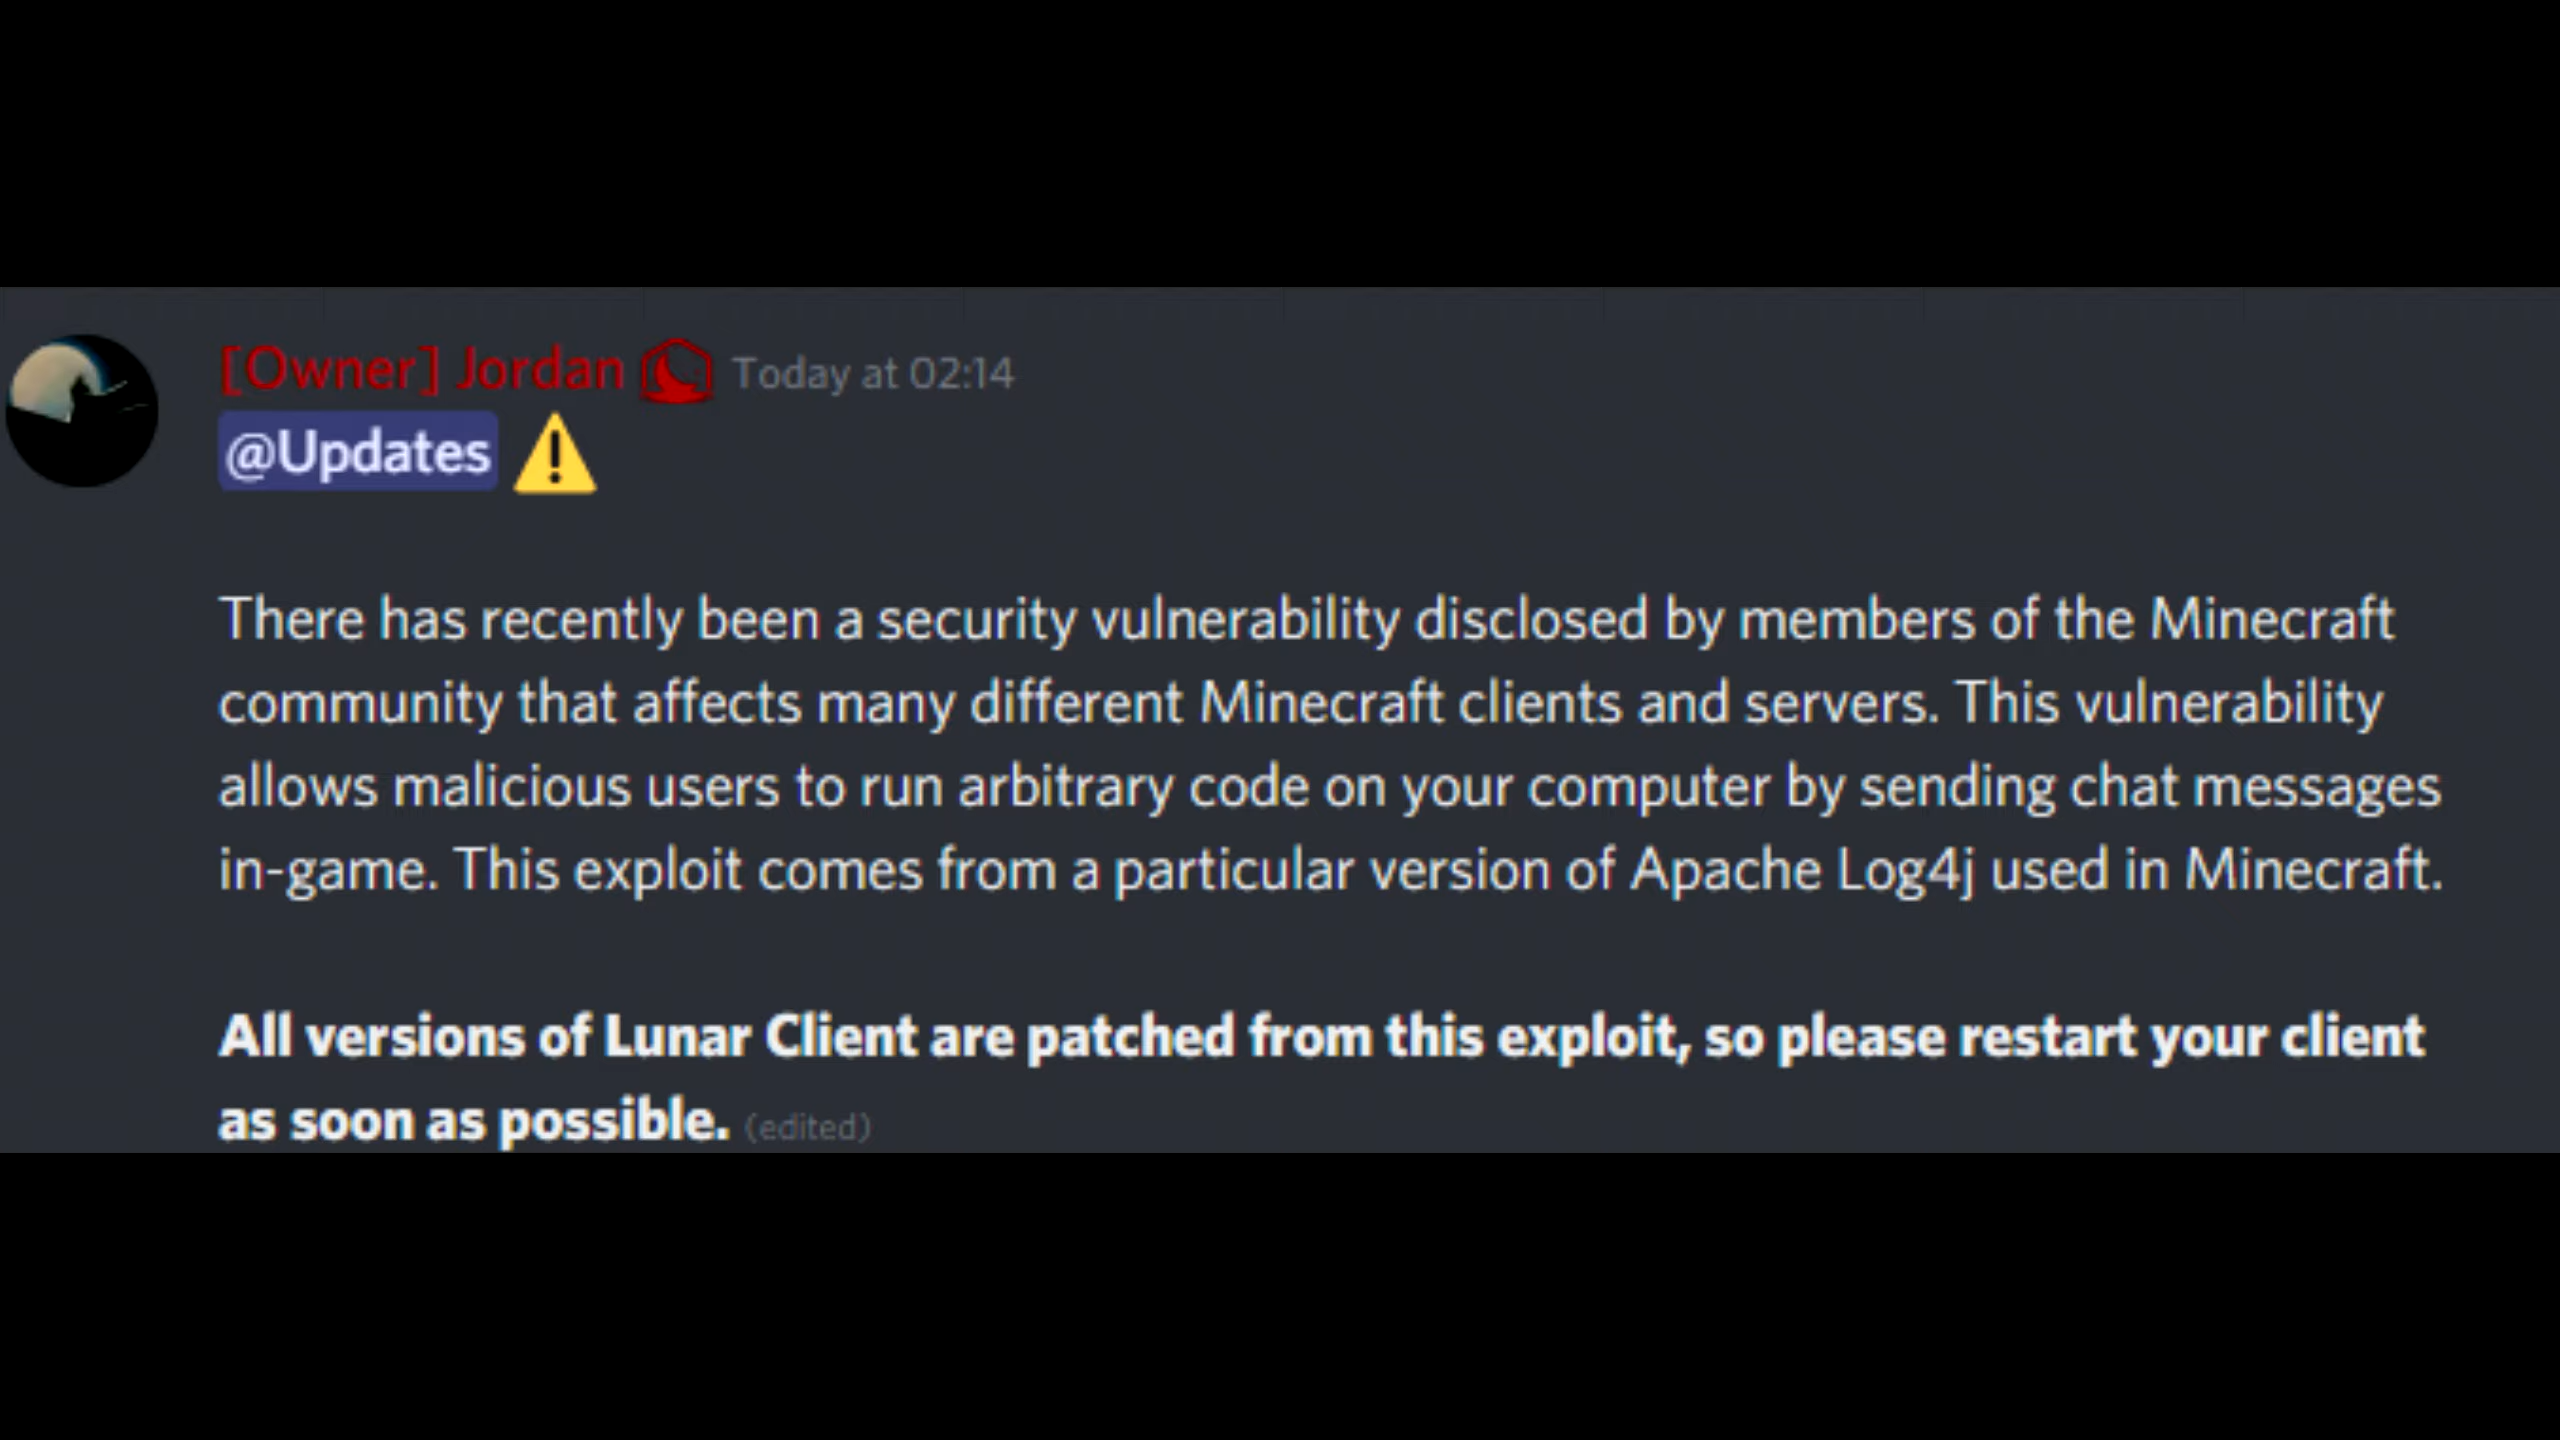 [Owner] Jordan Today at 02:14
@Updates ⚠️
There has recently been a security vulnerability disclosed by members of the Minecraft
community that affects many different Minecraft clients and servers. This vulnerability
allows malicious users to run arbitrary code on your computer by sending chat messages
in-game. This exploit comes from a particular version of Apache Log4j used in Minecraft.
All versions of Lunar Client are patched from this exploit, so please restart your client
as soon as possible. (edited)